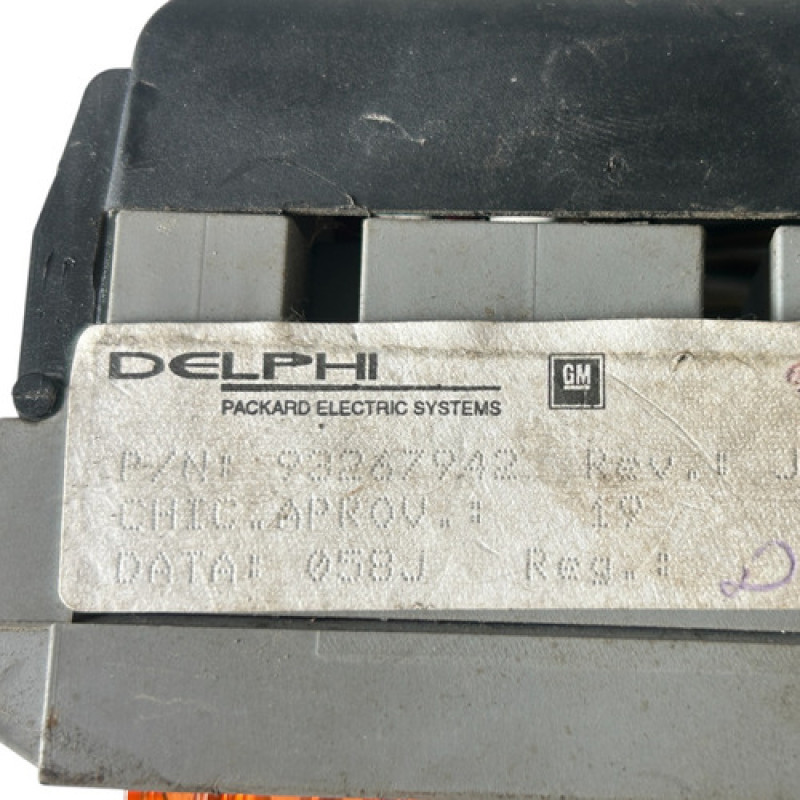 DELPHI
GM
PACKARD ELECTRIC SYSTEMS
P/N: 93267942 Rev.: J
CHIC.APROV.: 19
DATA: 058J Reg.: